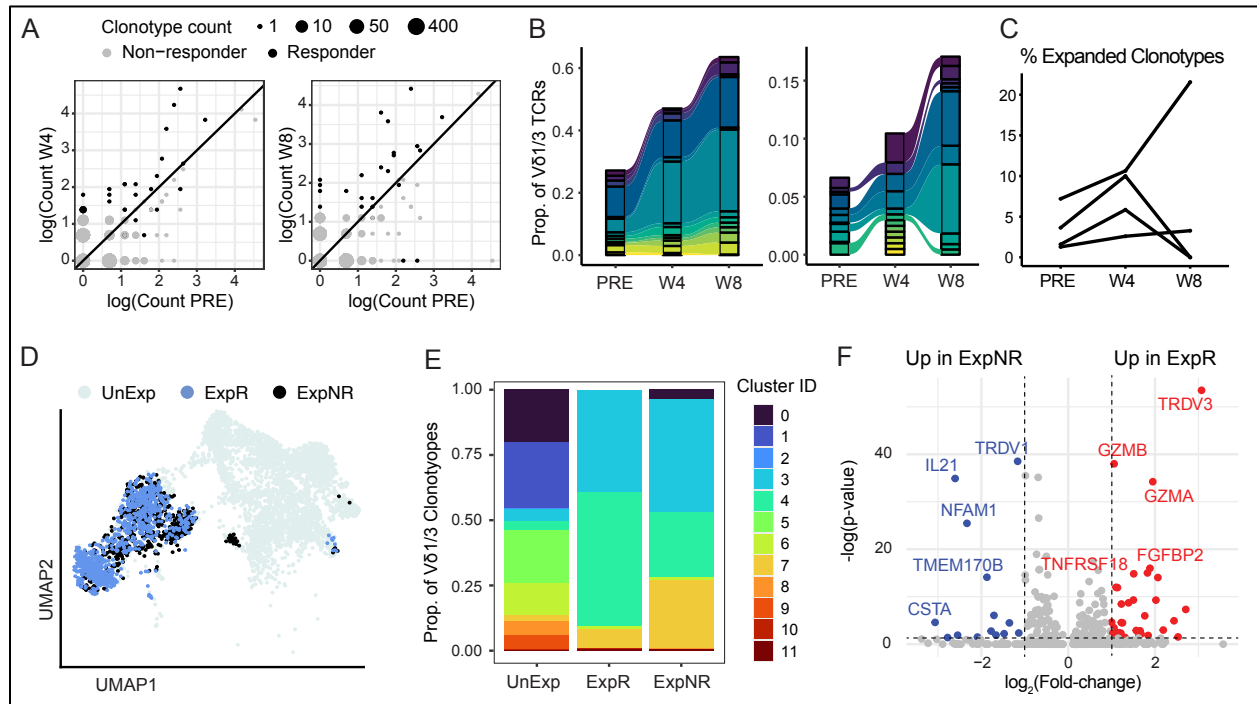 A
Clonotype count 1 10 50 400
Non−responder Responder
log(Count W4)
4
3
2
1
0
0 1 2 3 4
log(Count PRE)
log(Count W8)
4
3
2
1
0
0 1 2 3 4
log(Count PRE)
B
Prop. of Vδ1/3 TCRs
0.6
0.4
0.2
0.0
PRE W4 W8
0.15
0.10
0.05
0.00
PRE W4 W8
C
% Expanded Clonotypes
20
15
10
5
0
PRE W4 W8
D
UnExp ExpR ExpNR
UMAP2
UMAP1
E
Prop. of Vδ1/3 Clonotyopes
1.00
0.75
0.50
0.25
0.00
UnExp ExpR ExpNR
Cluster ID
0
1
2
3
4
5
6
7
8
9
10
11
F
Up in ExpNR Up in ExpR
TRDV3
TRDV1 GZMB
IL21
GZMA
NFAM1
TNFRSF18 FGFBP2
TMEM170B
CSTA
-log(p-value)
40
20
0
−2 0 2
log2(Fold-change)